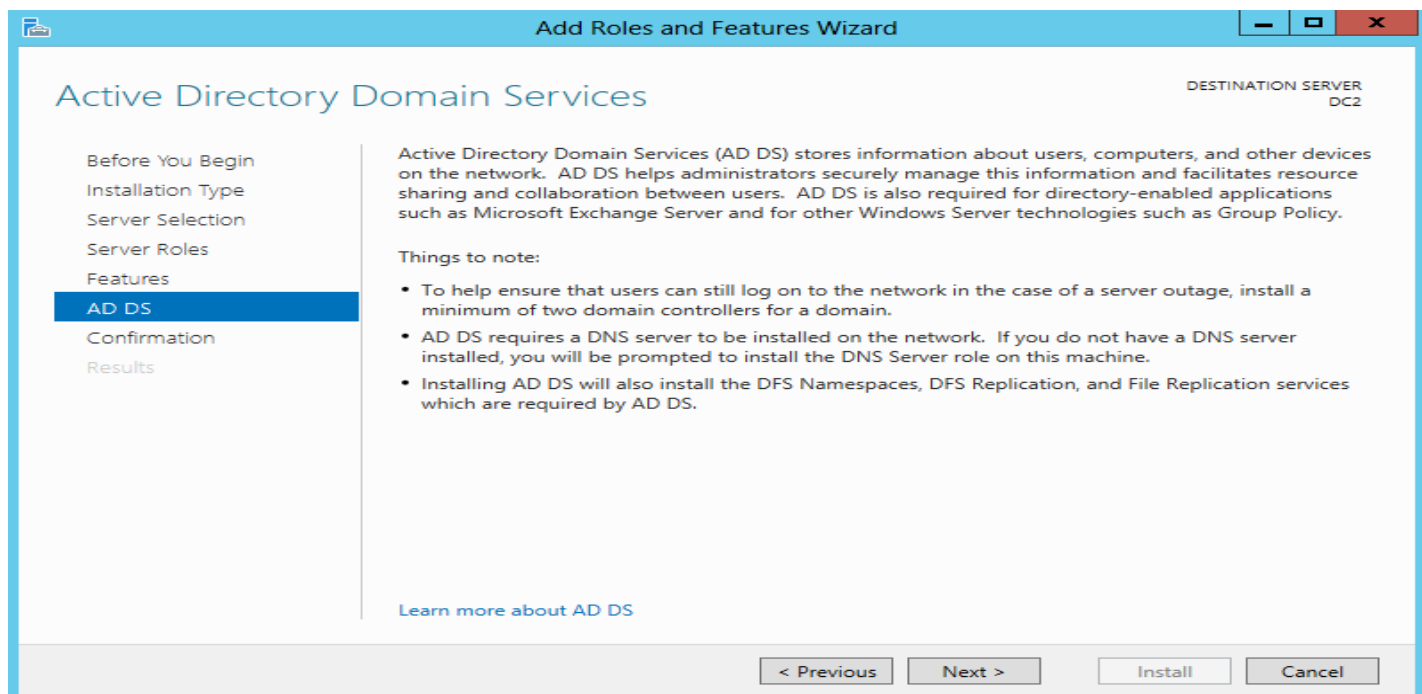 Add Roles and Features Wizard
Active Directory Domain Services
DESTINATION SERVER
DC2
Before You Begin
Installation Type
Server Selection
Server Roles
Features
AD DS
Confirmation
Results
Active Directory Domain Services (AD DS) stores information about users, computers, and other devices
on the network. AD DS helps administrators securely manage this information and facilitates resource
sharing and collaboration between users. AD DS is also required for directory-enabled applications
such as Microsoft Exchange Server and for other Windows Server technologies such as Group Policy.
Things to note:
• To help ensure that users can still log on to the network in the case of a server outage, install a
minimum of two domain controllers for a domain.
• AD DS requires a DNS server to be installed on the network. If you do not have a DNS server
installed, you will be prompted to install the DNS Server role on this machine.
• Installing AD DS will also install the DFS Namespaces, DFS Replication, and File Replication services
which are required by AD DS.
Learn more about AD DS
< Previous
Next >
Install
Cancel